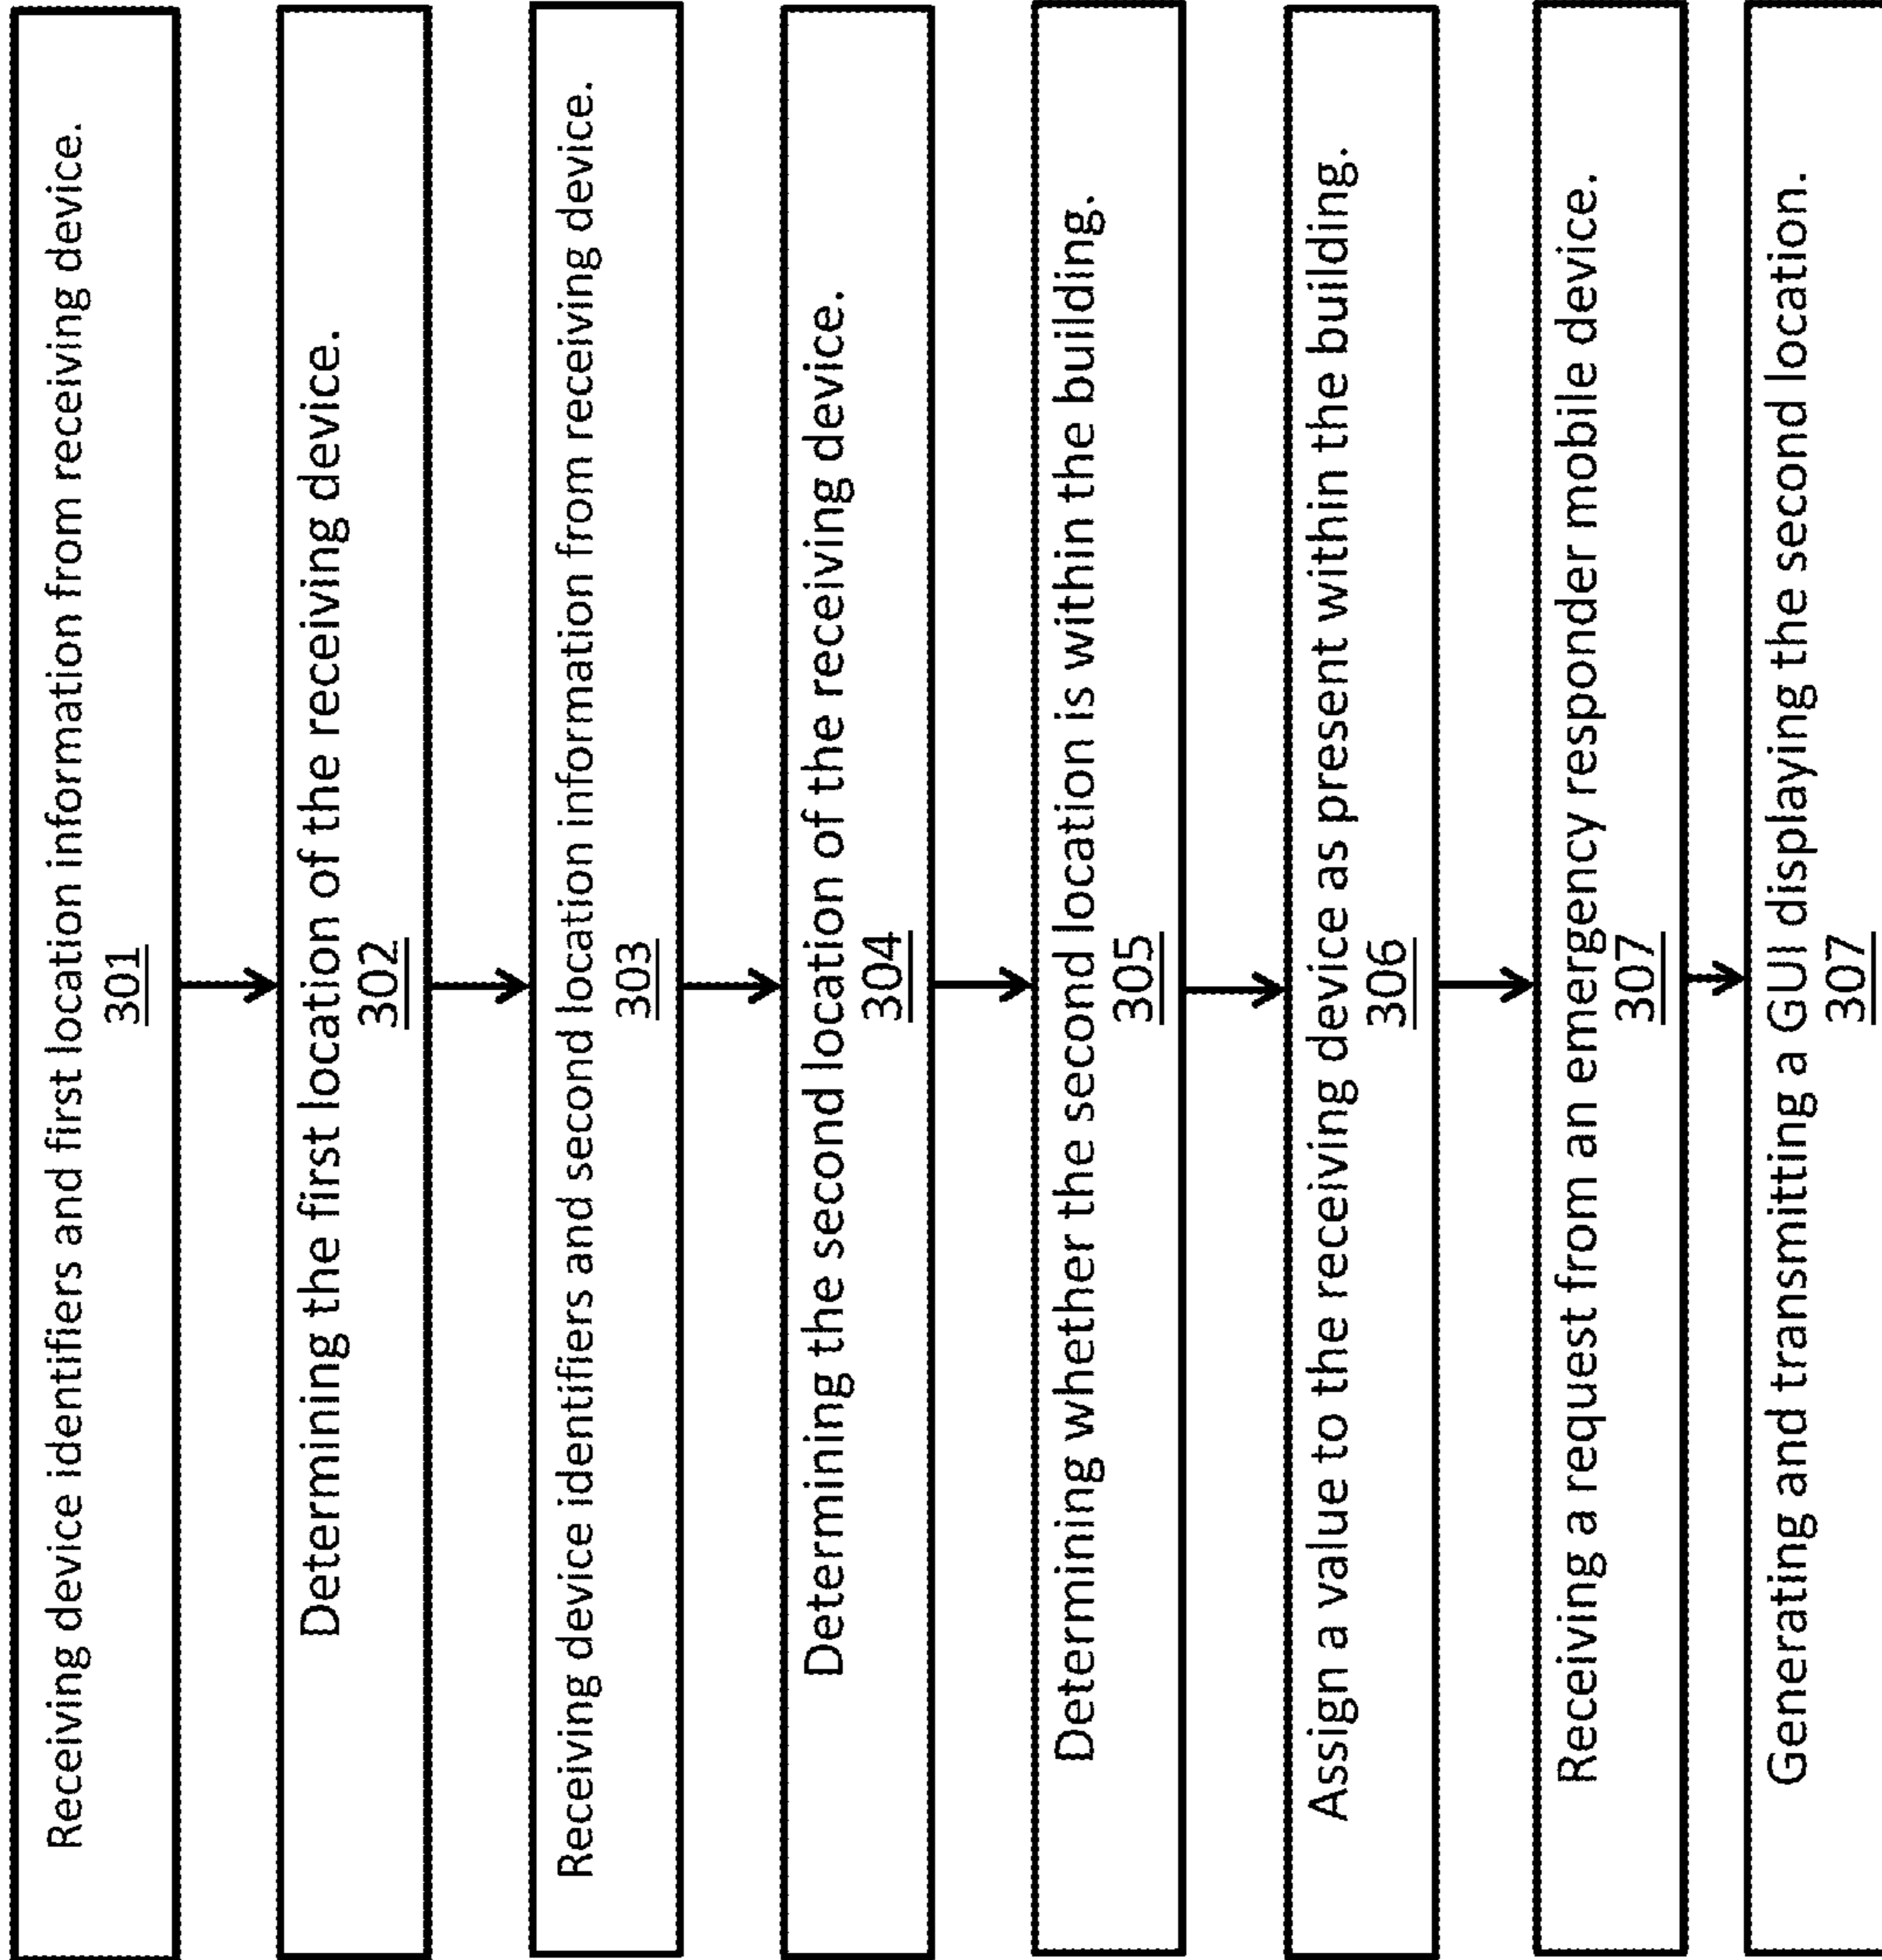 Receiving device identifiers and first location information from receiving device.
301
Determining the first location of the receiving device.
302
Receiving device identifiers and second location information from receiving device.
303
Determining the second location of the receiving device.
304
Determining whether the second location is within the building.
305
Assign a value to the receiving device as present within the building.
306
Receiving a request from an emergency responder mobile device.
307
Generating and transmitting a GUI displaying the second location.
307